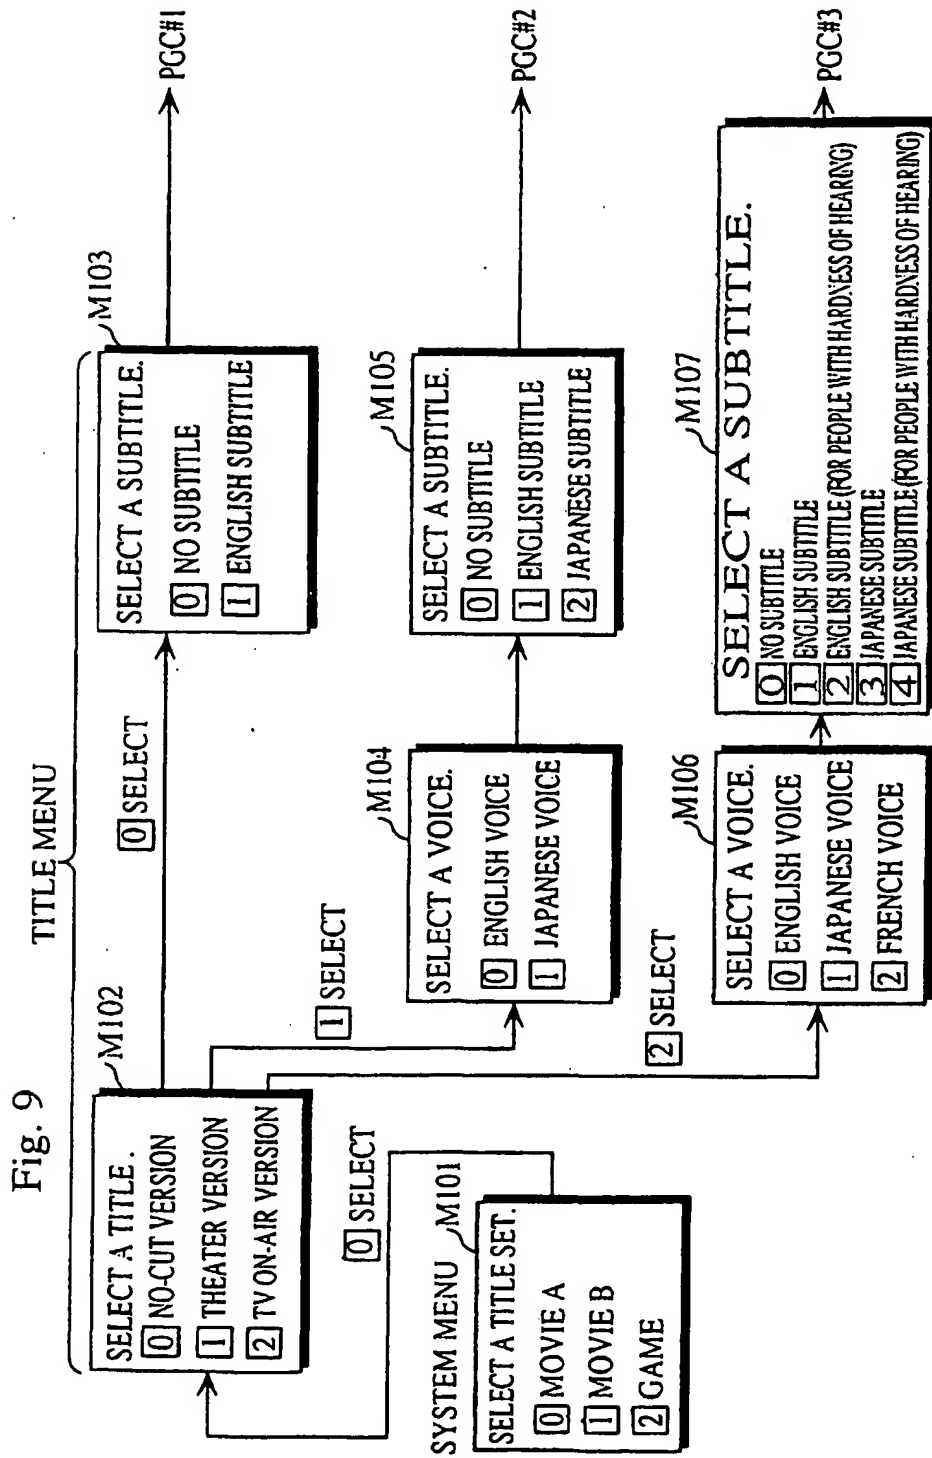 Fig. 9
TITLE MENU
M102
SELECT A TITLE.
0 NO-CUT VERSION
1 THEATER VERSION
2 TV ON-AIR VERSION
0 SELECT
M103
SELECT A SUBTITLE.
0 NO SUBTITLE
1 ENGLISH SUBTITLE
PGC#1
1 SELECT
M104
SELECT A VOICE.
0 ENGLISH VOICE
1 JAPANESE VOICE
M105
SELECT A SUBTITLE.
0 NO SUBTITLE
1 ENGLISH SUBTITLE
2 JAPANESE SUBTITLE
PGC#2
0 SELECT
SYSTEM MENU
M101
SELECT A TITLE SET.
0 MOVIE A
1 MOVIE B
2 GAME
2 SELECT
M106
SELECT A VOICE.
0 ENGLISH VOICE
1 JAPANESE VOICE
2 FRENCH VOICE
M107
SELECT A SUBTITLE.
0 NO SUBTITLE
1 ENGLISH SUBTITLE
2 ENGLISH SUBTITLE (FOR PEOPLE WITH HARDNESS OF HEARING)
3 JAPANESE SUBTITLE
4 JAPANESE SUBTITLE (FOR PEOPLE WITH HARDNESS OF HEARING)
PGC#3